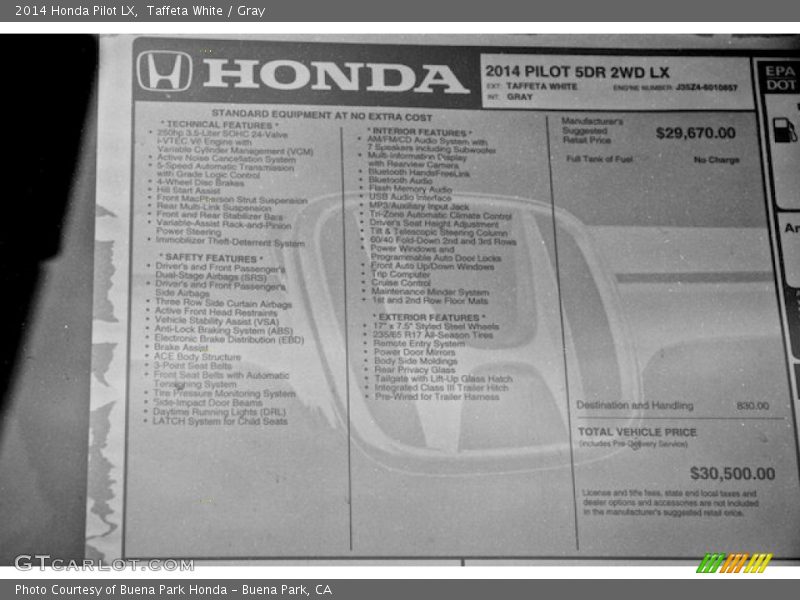 2014 Honda Pilot LX, Taffeta White / Gray
HONDA
2014 PILOT 5DR 2WD LX
EXT: TAFFETA WHITE ENGINE NUMBER: J35Z4-6010857
INT: GRAY
EPA
DOT
STANDARD EQUIPMENT AT NO EXTRA COST
* TECHNICAL FEATURES *
• 250hp 3.5-Liter SOHC 24-Valve
i-VTEC V6 Engine with
Variable Cylinder Management (VCM)
• Active Noise Cancellation System
• 5-Speed Automatic Transmission
with Grade Logic Control
• 4-Wheel Disc Brakes
• Hill Start Assist
• Front MacPherson Strut Suspension
• Rear Multi-Link Suspension
• Front and Rear Stabilizer Bars
• Variable-Assist Rack-and-Pinion
Power Steering
• Immobilizer Theft-Deterrent System
* SAFETY FEATURES *
• Driver's and Front Passenger's
Dual-Stage Airbags (SRS)
• Driver's and Front Passenger's
Side Airbags
• Three Row Side Curtain Airbags
• Active Front Head Restraints
• Vehicle Stability Assist (VSA)
• Anti-Lock Braking System (ABS)
• Electronic Brake Distribution (EBD)
• Brake Assist
• ACE Body Structure
• 3-Point Seat Belts
• Front Seat Belts with Automatic
Tensioning System
• Tire Pressure Monitoring System
• Side-Impact Door Beams
• Daytime Running Lights (DRL)
• LATCH System for Child Seats
* INTERIOR FEATURES *
• AM/FM/CD Audio System with
7 Speakers including Subwoofer
• Multi-Information Display
with Rearview Camera
• Bluetooth HandsFreeLink
• Bluetooth Audio
• Flash Memory Audio
• USB Audio Interface
• MP3/Auxiliary Input Jack
• Tri-Zone Automatic Climate Control
• Driver's Seat Height Adjustment
• Tilt & Telescopic Steering Column
• 60/40 Fold-Down 2nd and 3rd Rows
• Power Windows and
Programmable Auto Door Locks
• Front Auto Up/Down Windows
• Trip Computer
• Cruise Control
• Maintenance Minder System
• 1st and 2nd Row Floor Mats
* EXTERIOR FEATURES *
• 17" x 7.5" Styled Steel Wheels
• 235/65 R17 All-Season Tires
• Remote Entry System
• Power Door Mirrors
• Body Side Moldings
• Rear Privacy Glass
• Tailgate with Lift-Up Glass Hatch
• Integrated Class III Trailer Hitch
• Pre-Wired for Trailer Harness
Manufacturer's
Suggested
Retail Price $29,670.00
Full Tank of Fuel No Charge
Destination and Handling 830.00
TOTAL VEHICLE PRICE
(Includes Pre-Delivery Service)
$30,500.00
License and title fees, state and local taxes and
dealer options and accessories are not included
in the manufacturer's suggested retail price.
GTCARLOT.COM
Photo Courtesy of Buena Park Honda – Buena Park, CA